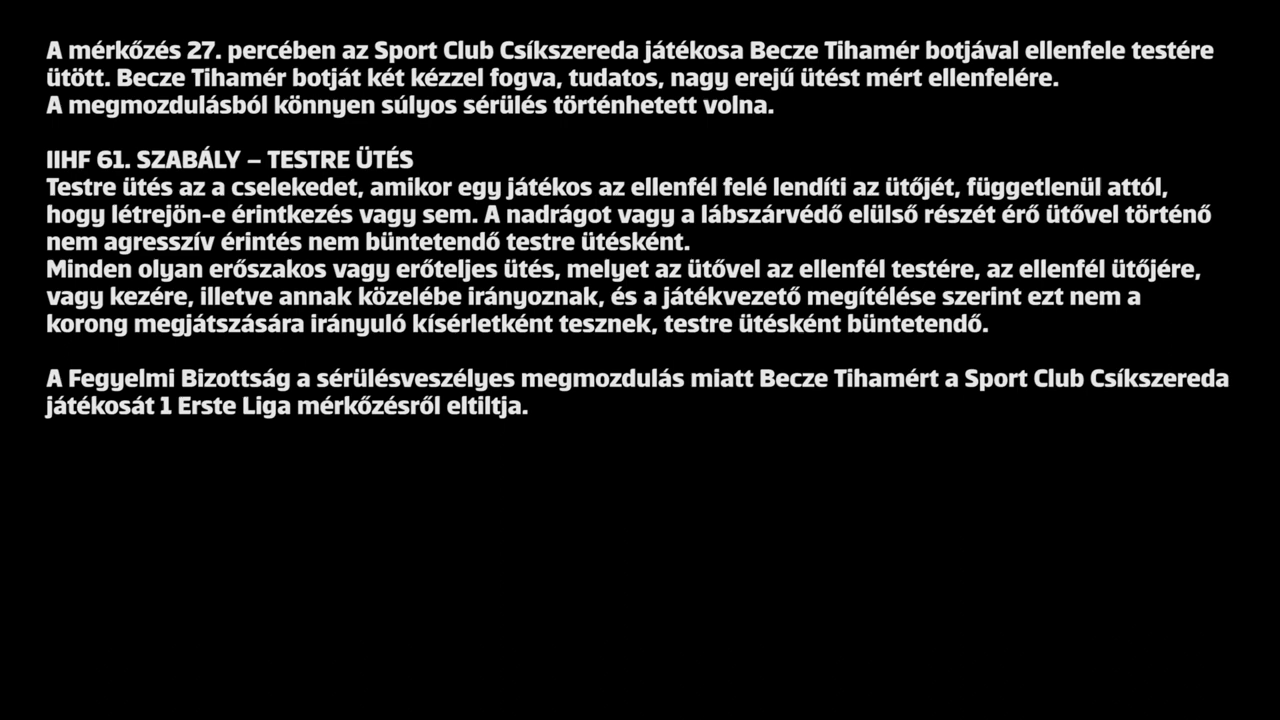 A mérkőzés 27. percében az Sport Club Csíkszereda játékosa Becze Tihamér botjával ellenfele testére
ütött. Becze Tihamér botját két kézzel fogva, tudatos, nagy erejű ütést mért ellenfelére.
A megmozdulásból könnyen súlyos sérülés történhetett volna.
IIHF 61. SZABÁLY – TESTRE ÜTÉS
Testre ütés az a cselekedet, amikor egy játékos az ellenfél felé lendíti az ütőjét, függetlenül attól,
hogy létrejön-e érintkezés vagy sem. A nadrágot vagy a lábszárvédő elülső részét érő ütővel történő
nem agresszív érintés nem büntetendő testre ütésként.
Minden olyan erőszakos vagy erőteljes ütés, melyet az ütővel az ellenfél testére, az ellenfél ütőjére,
vagy kezére, illetve annak közelébe irányoznak, és a játékvezető megítélése szerint ezt nem a
korong megjátszására irányuló kísérletként tesznek, testre ütésként büntetendő.
A Fegyelmi Bizottság a sérülésveszélyes megmozdulás miatt Becze Tihamért a Sport Club Csíkszereda
játékosát 1 Erste Liga mérkőzésről eltiltja.